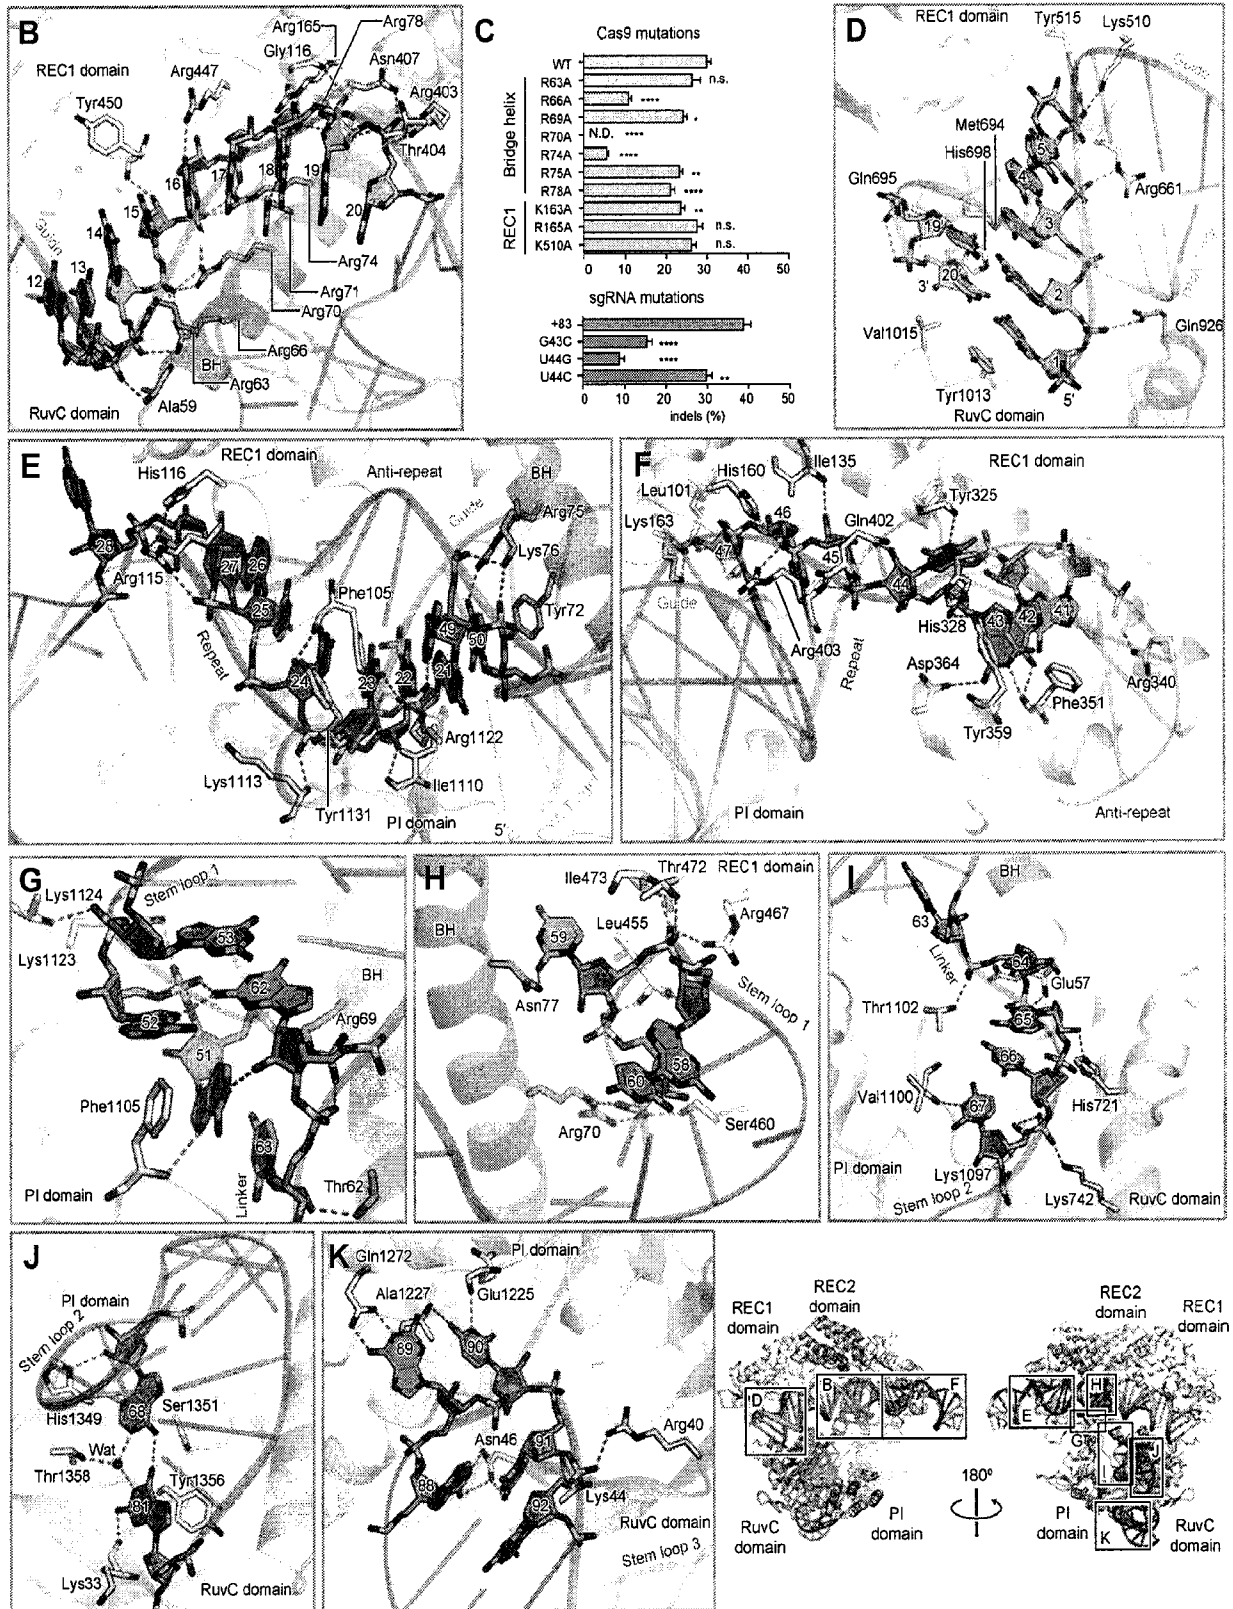 B
REC1 domain
Arg165
Gly116
Arg78
Arg447
Asn407
Tyr450
Arg403
Thr404
16
17
18
19
20
15
14
13
12
Guide
Arg74
Arg71
Arg70
Arg66
BH
Arg63
Ala59
RuvC domain
C
Cas9 mutations
WT
R63A n.s.
R66A ****
R69A *
R70A N.D. ****
R74A ****
R75A **
R78A ****
K163A **
R165A n.s.
K510A n.s.
Bridge helix
REC1
0 10 20 30 40 50
sgRNA mutations
+83
G43C ****
U44G ****
U44C **
0 10 20 30 40 50
indels (%)
D
REC1 domain
Tyr515
Lys510
Guide
Met694
His698
Gln695
Arg661
5
4
3
19
20
3'
2
1
5'
Val1015
Gln926
Tyr1013
RuvC domain
E
REC1 domain
His116
Anti-repeat
Guide
BH
Arg75
Lys76
Tyr72
28
Arg115
27
26
25
Phe105
49
50
Repeat
24
23
22
21
Arg1122
Lys1113
Ile1110
Tyr1131
PI domain
5'
F
His160
Ile135
REC1 domain
Leu101
Tyr325
Lys163
46
Gln402
47
45
44
Guide
43
42
41
His328
Arg403
Repeat
Asp364
Arg340
Phe351
Tyr359
PI domain
Anti-repeat
G
Lys1124
Stem loop 1
53
Lys1123
BH
62
52
Arg69
51
Phe1105
63
PI domain
Linker
Thr62
H
Thr472
REC1 domain
Ile473
Arg467
Leu455
BH
59
Asn77
Stem loop 1
58
60
Arg70
Ser460
I
BH
63
Linker
64
Glu57
Thr1102
65
66
Val1100
67
His721
PI domain
Lys1097
Lys742
RuvC domain
Stem loop 2
J
PI domain
Stem loop 2
His1349
68
Ser1351
Wat
Thr1358
Tyr1356
81
Lys33
RuvC domain
K
Gln1272
PI domain
Ala1227
Glu1225
89
90
Arg40
Asn46
91
88
Lys44
92
RuvC domain
Stem loop 3
REC1 domain
REC2 domain
D
B
F
RuvC domain
PI domain
180º
REC2 domain
REC1 domain
E
H
G
I
J
K
PI domain
RuvC domain